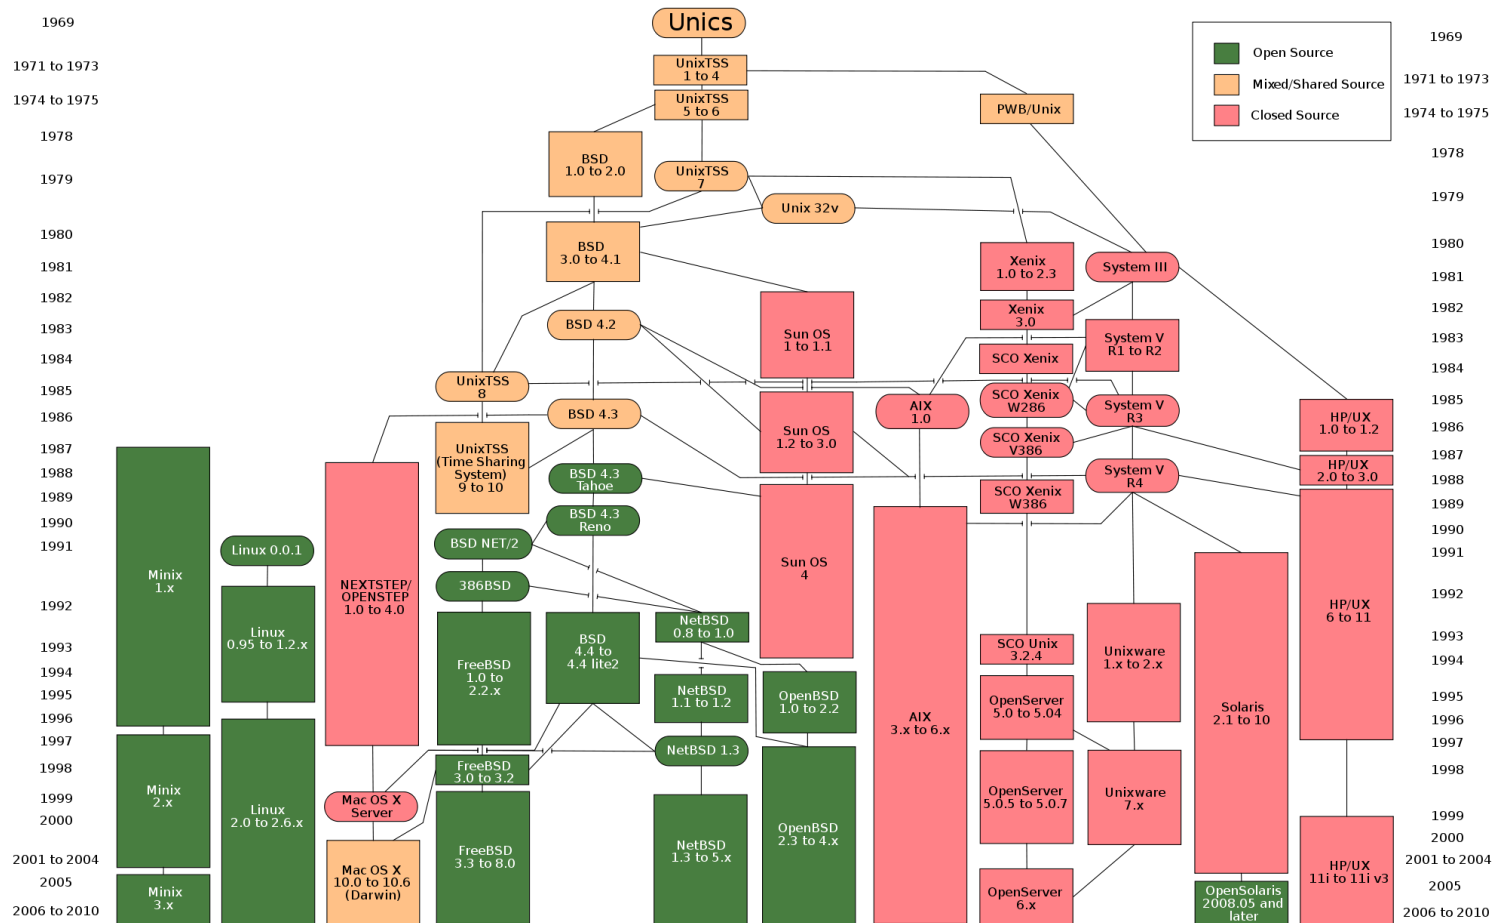 Unics
1969
1971 to 1973
1974 to 1975
1978
1979
1980
1981
1982
1983
1984
1985
1986
1987
1988
1989
1990
1991
1992
1993
1994
1995
1996
1997
1998
1999
2000
2001 to 2004
2005
2006 to 2010
UnixTSS
1 to 4
UnixTSS
5 to 6
PWB/Unix
BSD
1.0 to 2.0
UnixTSS
7
Unix 32v
BSD
3.0 to 4.1
Xenix
1.0 to 2.3
System III
Sun OS
1 to 1.1
Xenix
3.0
BSD 4.2
System V
R1 to R2
SCO Xenix
UnixTSS
8
SCO Xenix
W286
AIX
1.0
System V
R3
BSD 4.3
HP/UX
1.0 to 1.2
Sun OS
1.2 to 3.0
SCO Xenix
V386
UnixTSS
(Time Sharing
System)
9 to 10
HP/UX
2.0 to 3.0
BSD 4.3
Tahoe
System V
R4
SCO Xenix
W386
BSD 4.3
Reno
BSD NET/2
Linux 0.0.1
Minix
1.x
NEXTSTEP/
OPENSTEP
1.0 to 4.0
386BSD
Sun OS
4
HP/UX
6 to 11
Linux
0.95 to 1.2.x
BSD
4.4 to
4.4 lite2
NetBSD
0.8 to 1.0
SCO Unix
3.2.4
Unixware
1.x to 2.x
FreeBSD
1.0 to
2.2.x
NetBSD
1.1 to 1.2
OpenBSD
1.0 to 2.2
OpenServer
5.0 to 5.04
Solaris
2.1 to 10
AIX
3.x to 6.x
NetBSD 1.3
FreeBSD
3.0 to 3.2
Minix
2.x
Mac OS X
Server
Linux
2.0 to 2.6.x
OpenServer
5.0.5 to 5.0.7
Unixware
7.x
OpenBSD
2.3 to 4.x
NetBSD
1.3 to 5.x
FreeBSD
3.3 to 8.0
Mac OS X
10.0 to 10.6
(Darwin)
HP/UX
11i to 11i v3
Minix
3.x
OpenServer
6.x
OpenSolaris
2008.05 and
later
Open Source
Mixed/Shared Source
Closed Source
1969
1971 to 1973
1974 to 1975
1978
1979
1980
1981
1982
1983
1984
1985
1986
1987
1988
1989
1990
1991
1992
1993
1994
1995
1996
1997
1998
1999
2000
2001 to 2004
2005
2006 to 2010